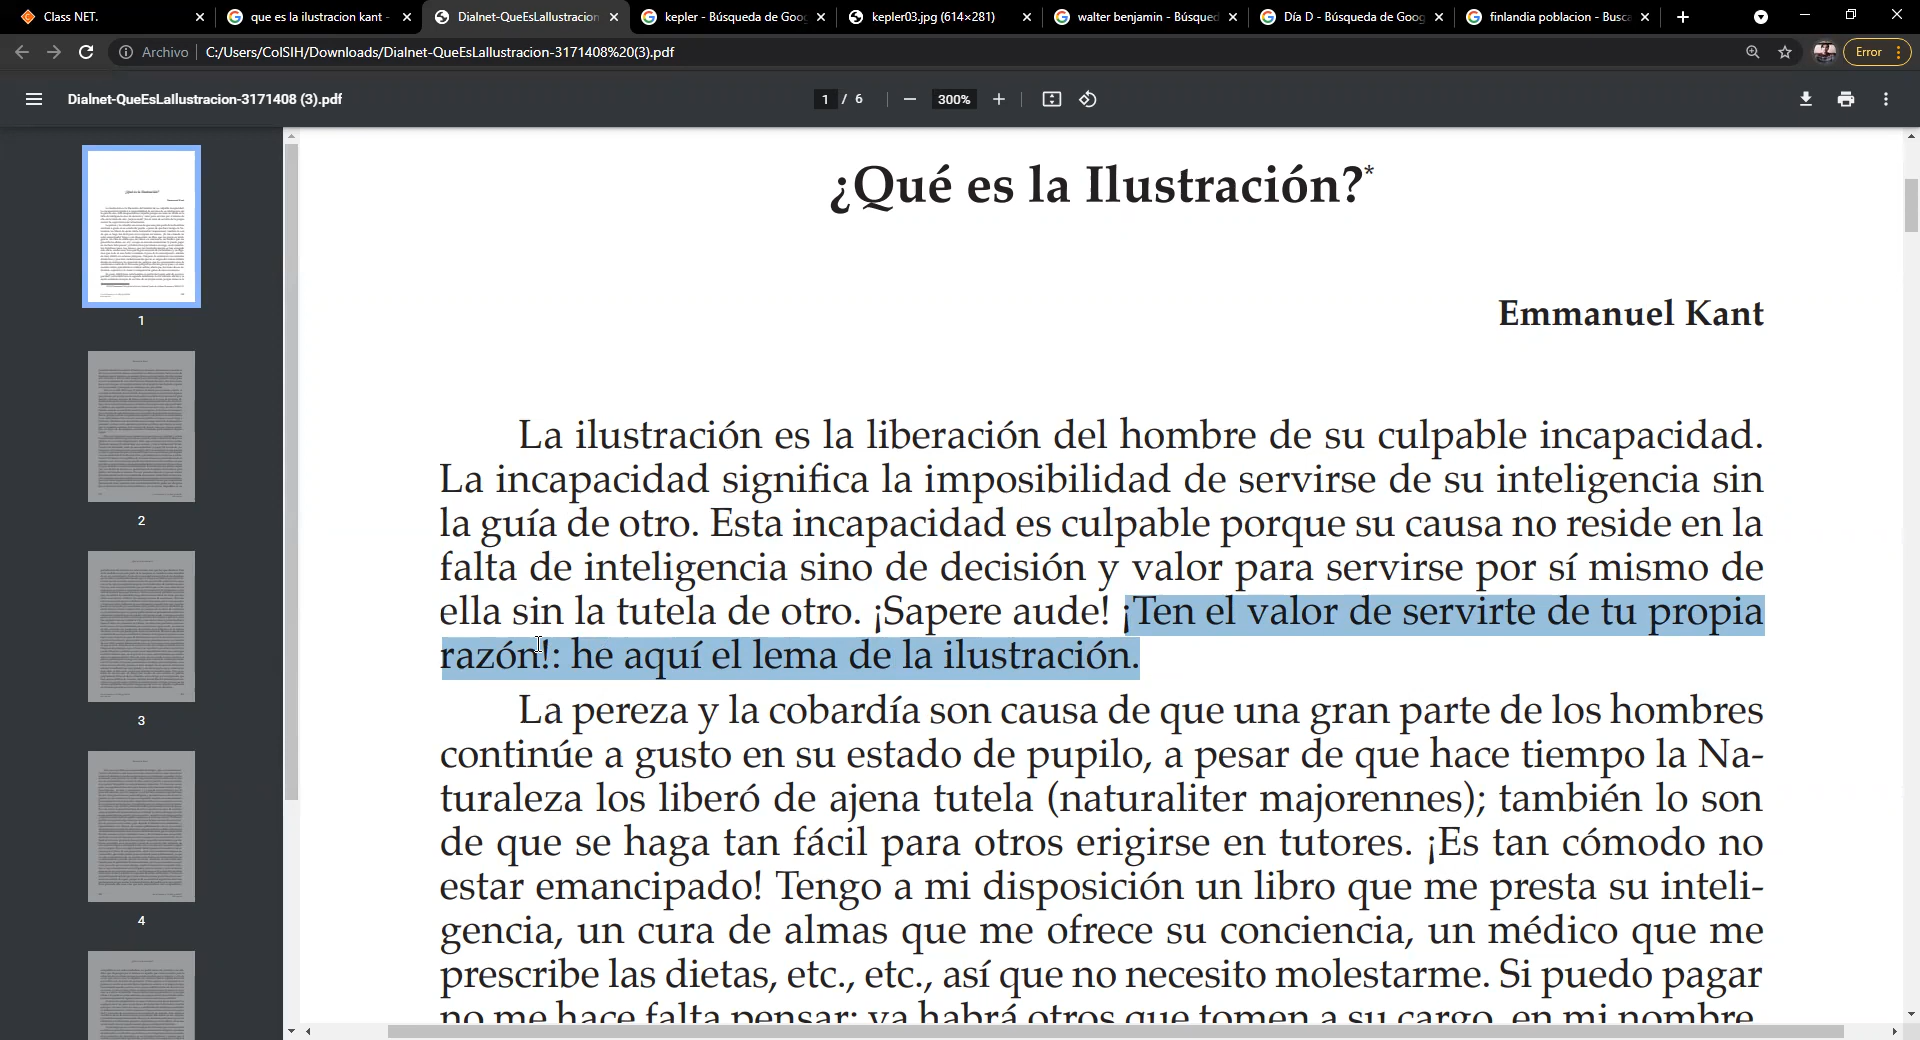 Class NET.
que es la ilustracion kant -
Dialnet-QueEsLaIlustracion
kepler - Búsqueda de Goo
kepler03.jpg (614×281)
walter benjamin - Búsqued
Día D - Búsqueda de Goog
finlandia poblacion - Busc
Archivo
C:/Users/ColSIH/Downloads/Dialnet-QueEsLaIlustracion-3171408%20(3).pdf
Error
Dialnet-QueEsLaIlustracion-3171408 (3).pdf
1 / 6
300%
1
2
3
4
¿Qué es la Ilustración?*
Emmanuel Kant
La ilustración es la liberación del hombre de su culpable incapacidad.
La incapacidad significa la imposibilidad de servirse de su inteligencia sin
la guía de otro. Esta incapacidad es culpable porque su causa no reside en la
falta de inteligencia sino de decisión y valor para servirse por sí mismo de
ella sin la tutela de otro. ¡Sapere aude! ¡Ten el valor de servirte de tu propia
razón!: he aquí el lema de la ilustración.
La pereza y la cobardía son causa de que una gran parte de los hombres
continúe a gusto en su estado de pupilo, a pesar de que hace tiempo la Na-
turaleza los liberó de ajena tutela (naturaliter majorennes); también lo son
de que se haga tan fácil para otros erigirse en tutores. ¡Es tan cómodo no
estar emancipado! Tengo a mi disposición un libro que me presta su inteli-
gencia, un cura de almas que me ofrece su conciencia, un médico que me
prescribe las dietas, etc., etc., así que no necesito molestarme. Si puedo pagar
no me hace falta pensar: ya habrá otros que tomen a su cargo, en mi nombre,